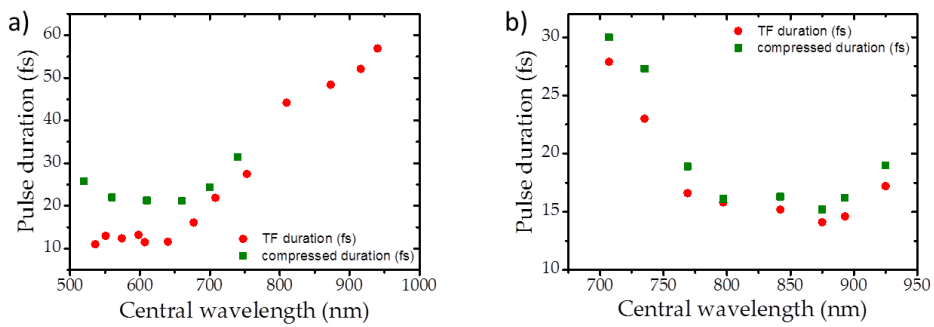 a)
Pulse duration (fs)
60
50
40
30
20
10
TF duration (fs)
compressed duration (fs)
500 600 700 800 900 1000
Central wavelength (nm)
b)
Pulse duration (fs)
30
25
20
15
10
TF duration (fs)
compressed duration (fs)
700 750 800 850 900 950
Central wavelength (nm)